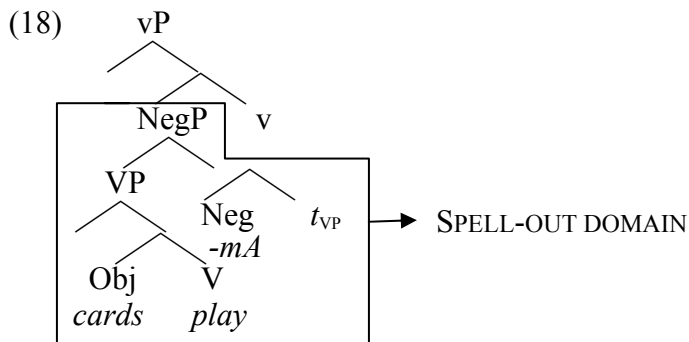 (18) vP
NegP v
VP
Neg tVP SPELL-OUT DOMAIN
-mA
Obj V
cards play